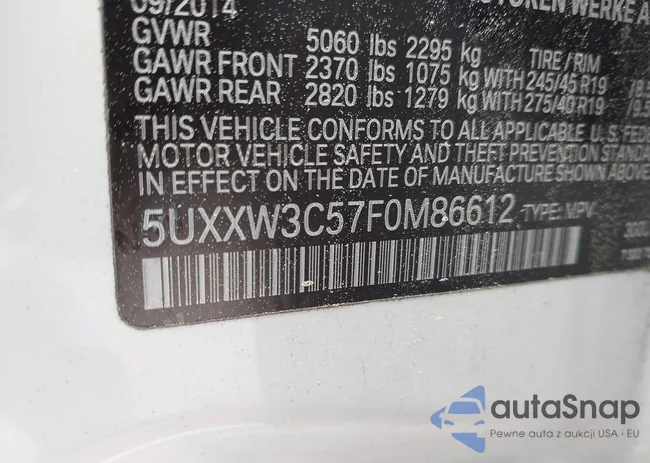 09/2014
WERKE A
GVWR 5060 lbs 2295 kg TIRE / RIM
GAWR FRONT 2370 lbs 1075 kg WITH 245/45 R19
GAWR REAR 2820 lbs 1279 kg WITH 275/40 R19
THIS VEHICLE CONFORMS TO ALL APPLICABLE U.S. FEDE
MOTOR VEHICLE SAFETY AND THEFT PREVENTION STANDA
IN EFFECT ON THE DATE OF MANUFACTURE SHOWN ABOVE.
5UXXW3C57F0M86612 TYPE: MPV
autaSnap
Pewne auta z aukcji USA i EU